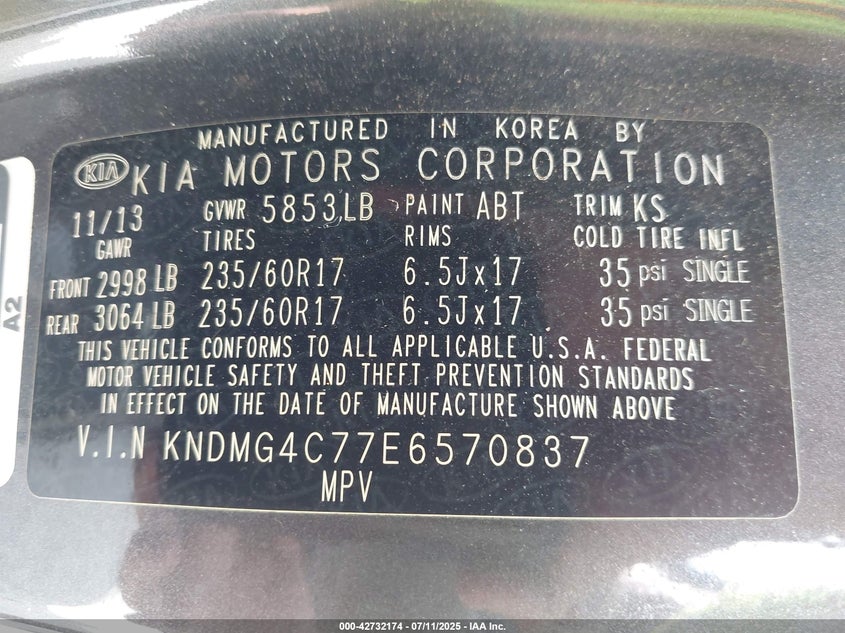 MANUFACTURED IN KOREA BY
KIA KIA MOTORS CORPORATION
11/13 GVWR 5853LB PAINT ABT TRIM KS
GAWR TIRES RIMS COLD TIRE INFL
FRONT 2998 LB 235/60R17 6.5Jx17 35 psi SINGLE
REAR 3064 LB 235/60R17 6.5Jx17 35 psi SINGLE
THIS VEHICLE CONFORMS TO ALL APPLICABLE U.S.A. FEDERAL
MOTOR VEHICLE SAFETY AND THEFT PREVENTION STANDARDS
IN EFFECT ON THE DATE OF MANUFACTURE SHOWN ABOVE
V.I.N KNDMG4C77E6570837
MPV
A2
000-42732174 - 07/11/2025 - IAA Inc.